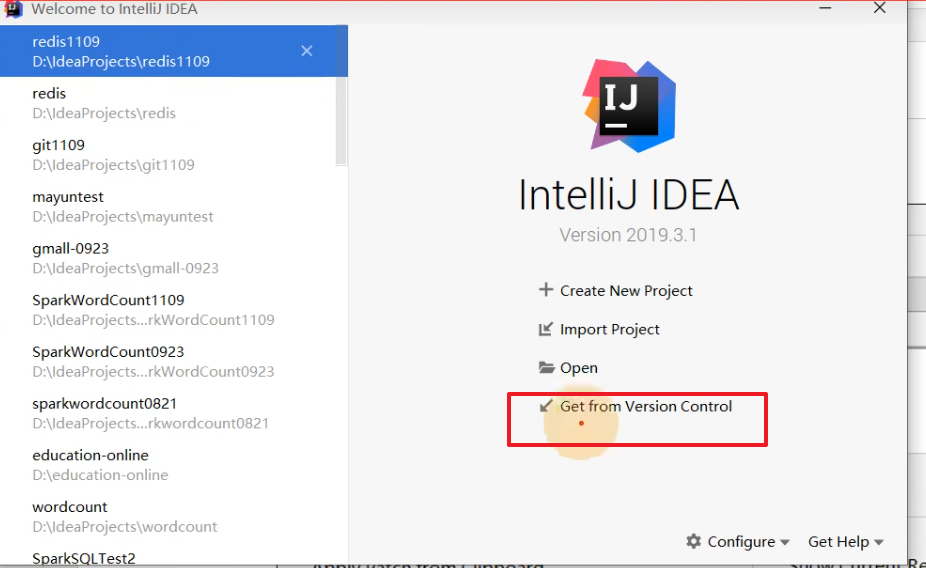 Welcome to IntelliJ IDEA
redis1109
D:\IdeaProjects\redis1109
redis
D:\IdeaProjects\redis
git1109
D:\IdeaProjects\git1109
mayuntest
D:\IdeaProjects\mayuntest
gmall-0923
D:\IdeaProjects\gmall-0923
SparkWordCount1109
D:\IdeaProjects...rkWordCount1109
SparkWordCount0923
D:\IdeaProjects...rkWordCount0923
sparkwordcount0821
D:\IdeaProjects...rkwordcount0821
education-online
D:\education-online
wordcount
D:\IdeaProjects\wordcount
SparkSQLTest2
IJ
IntelliJ IDEA
Version 2019.3.1
Create New Project
Import Project
Open
Get from Version Control
Configure
Get Help
Apply Patch from Clipboard
Show Current Re